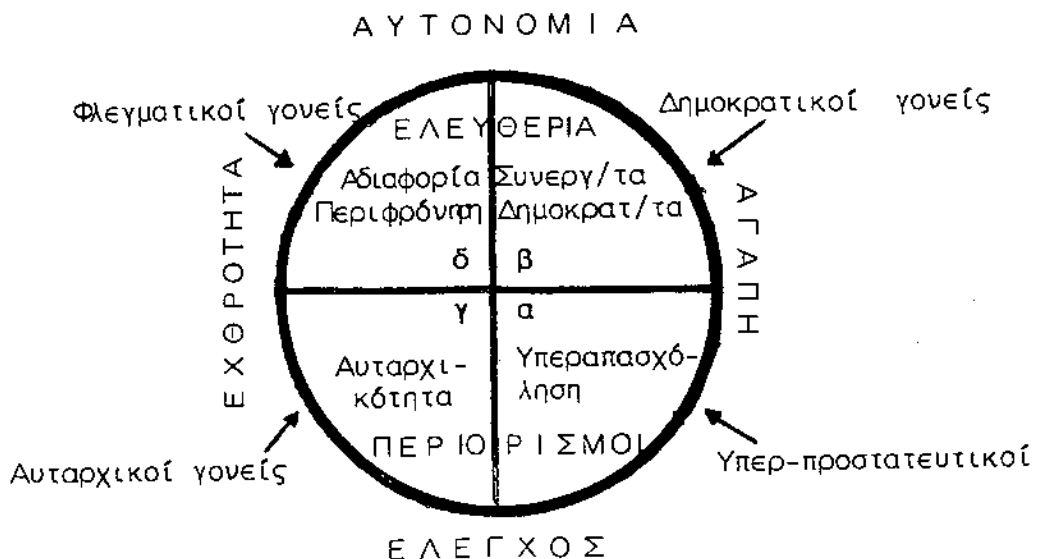 ΑΥΤΟΝΟΜΙΑ
Φλεγματικοί γονείς
Δημοκρατικοί γονείς
ΕΛΕΥΘΕΡΙΑ
Αδιαφορία Συνεργ/τα
Περιφρόνηση Δημοκρατ/τα
ΕΧΘΡΟΤΗΤΑ
ΑΓΑΠΗ
δ β
γ α
Αυταρχι-
κότητα
Υπεραπασχό-
ληση
ΠΕΡΙΟΡΙΣΜΟΙ
Αυταρχικοί γονείς
Υπερ-προστατευτικοί
ΕΛΕΓΧΟΣ